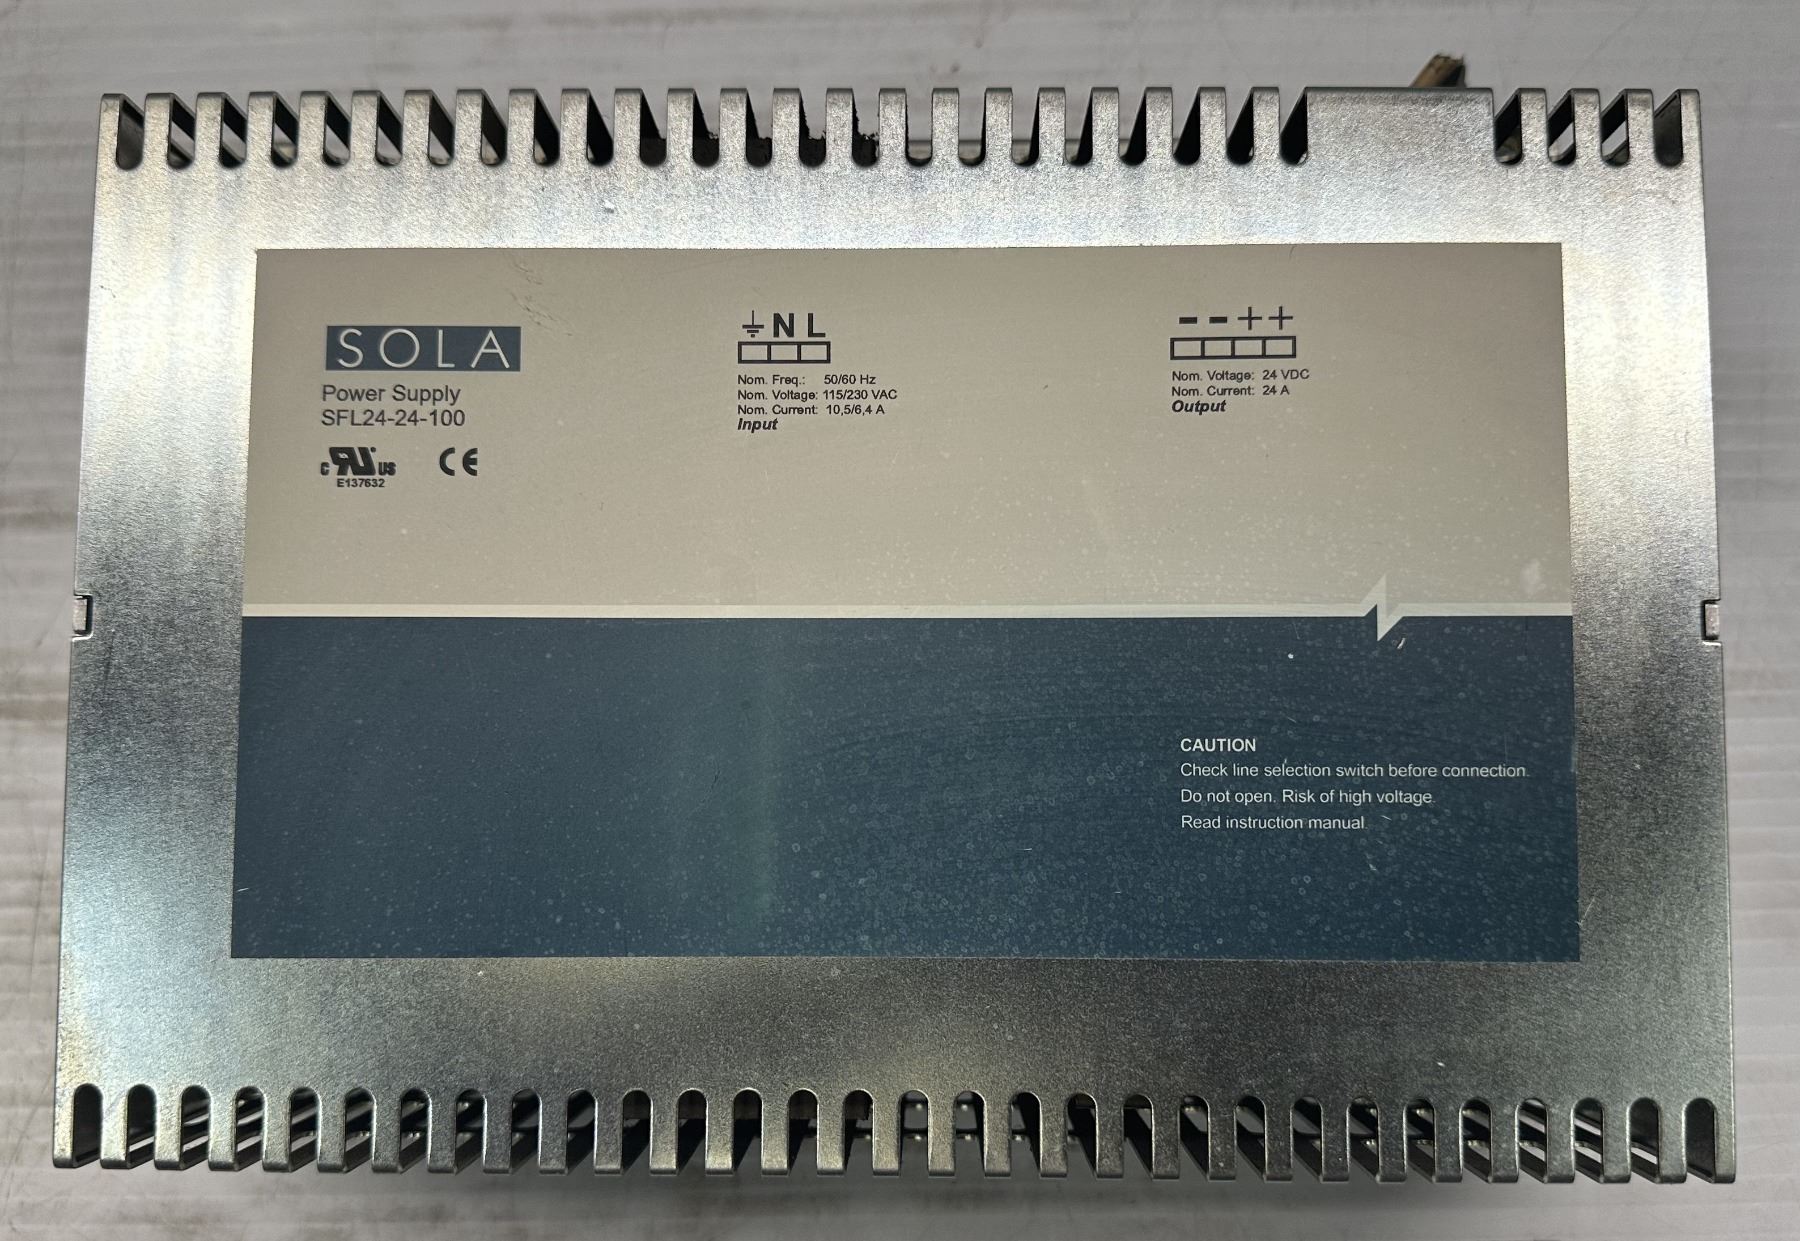 SOLA
Power Supply
SFL24-24-100
c RU us
E137632
CE
N L
Nom. Freq.: 50/60 Hz
Nom. Voltage: 115/230 VAC
Nom. Current: 10,5/6,4 A
Input
- - + +
Nom. Voltage: 24 VDC
Nom. Current: 24 A
Output
CAUTION
Check line selection switch before connection.
Do not open. Risk of high voltage.
Read instruction manual.